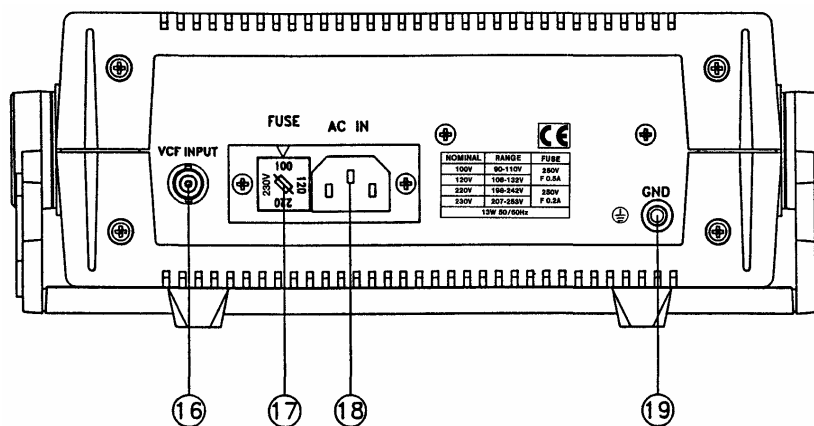 FUSE
AC IN
VCF INPUT
100
230V
120
220
CE
NOMINAL RANGE FUSE
100V 90-110V 250V
120V 108-132V F 0.5A
220V 198-242V 250V
230V 207-253V F 0.2A
13W 50/60Hz
GND
16 17 18 19